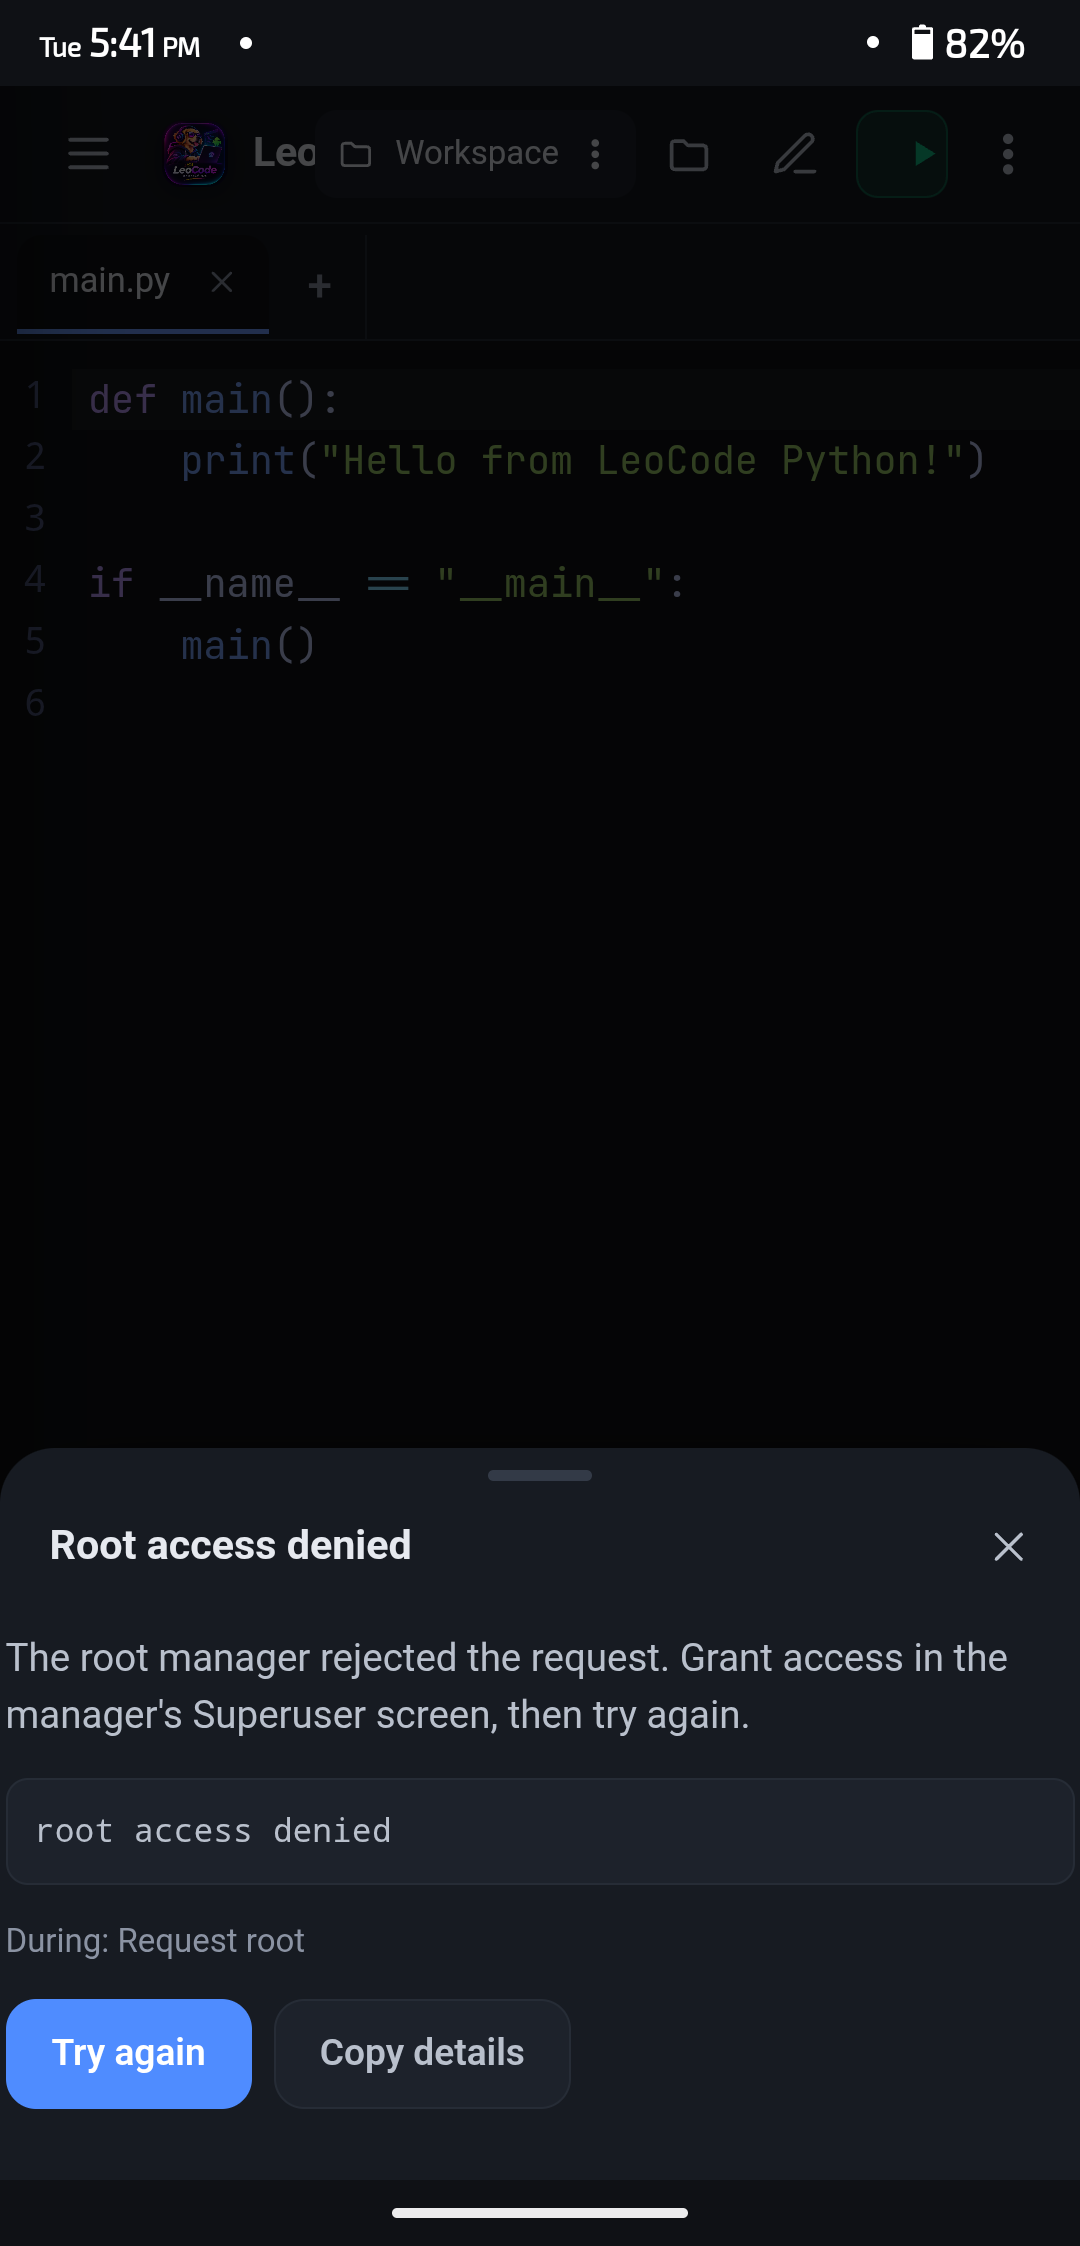 Tue 5:41 PM
82%
LeoCode
Leo
Workspace
main.py
+
1 def main():
2     print("Hello from LeoCode Python!")
3
4 if __name__ == "__main__":
5     main()
6
Root access denied
The root manager rejected the request. Grant access in the
manager's Superuser screen, then try again.
root access denied
During: Request root
Try again
Copy details